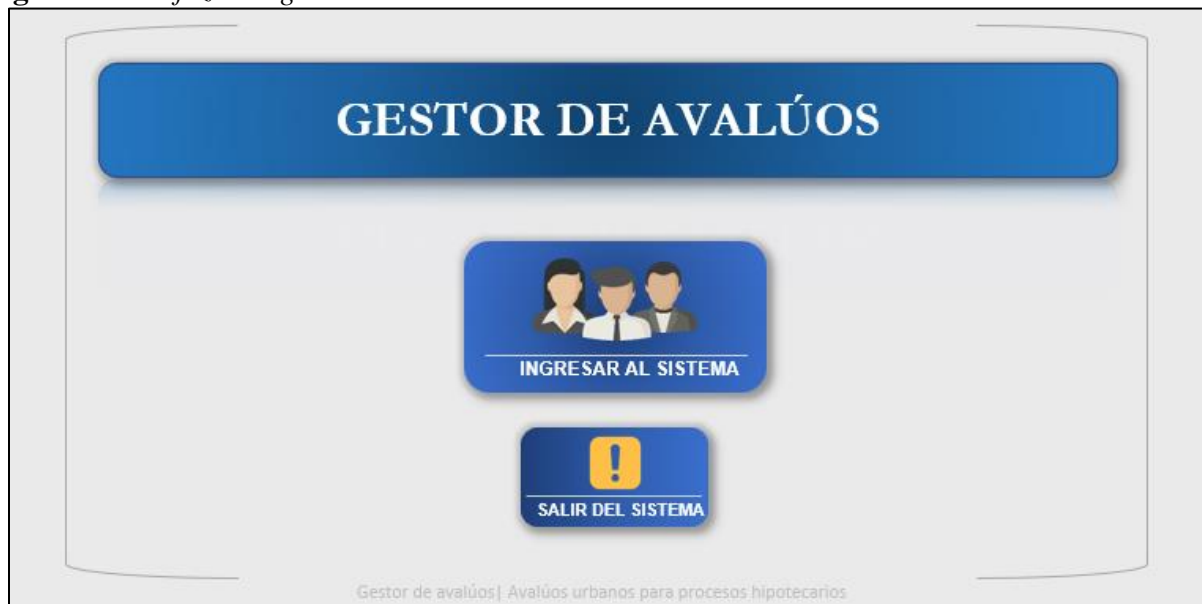 GESTOR DE AVALÚOS
INGRESAR AL SISTEMA
SALIR DEL SISTEMA
Gestor de avalúos| Avalúos urbanos para procesos hipotecarios